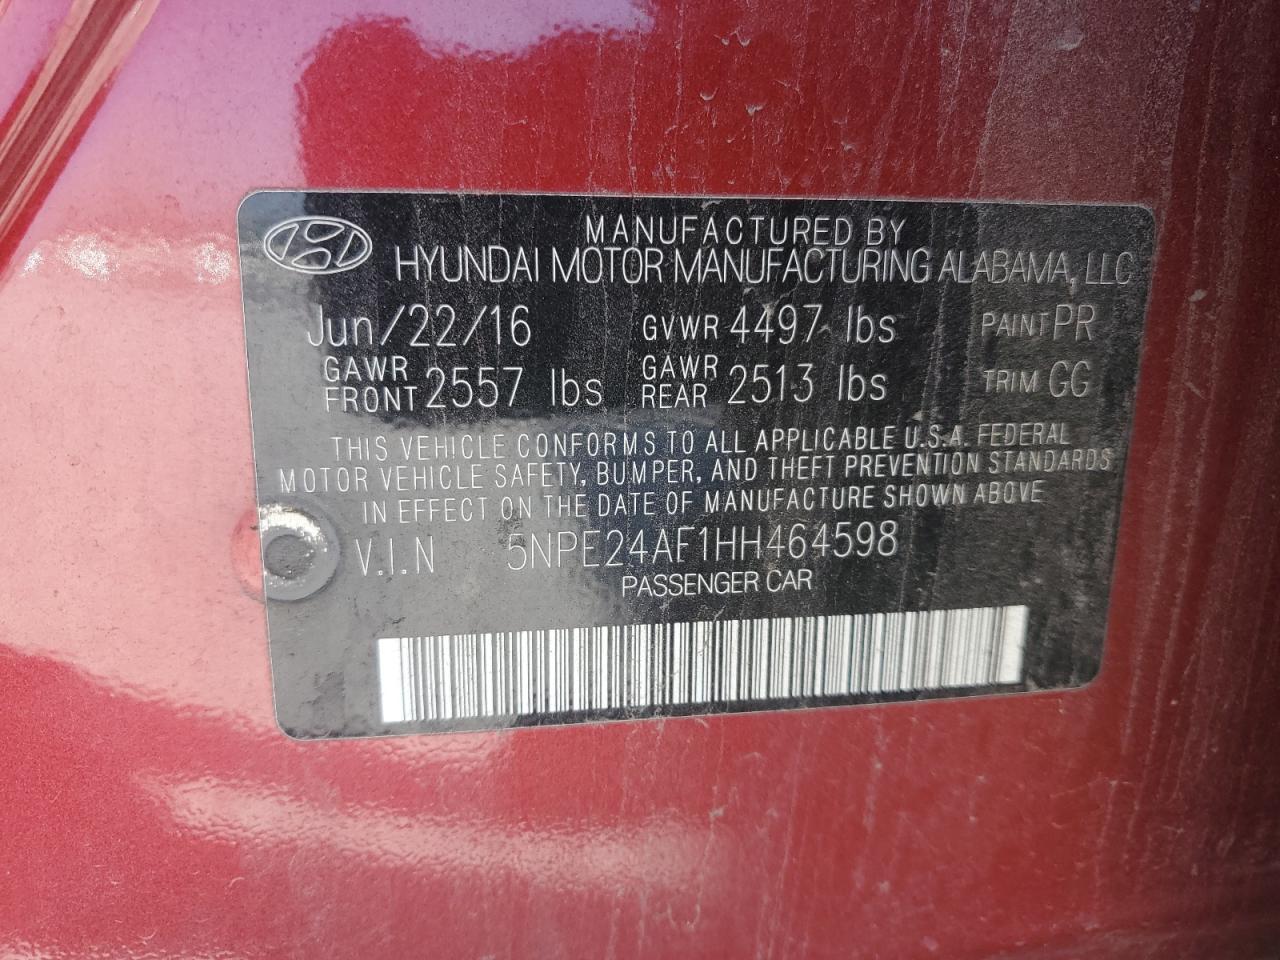 MANUFACTURED BY
HYUNDAI MOTOR MANUFACTURING ALABAMA, LLC
Jun/22/16 GVWR 4497 lbs PAINT PR
GAWR FRONT 2557 lbs GAWR REAR 2513 lbs TRIM GG
THIS VEHICLE CONFORMS TO ALL APPLICABLE U.S.A. FEDERAL
MOTOR VEHICLE SAFETY, BUMPER, AND THEFT PREVENTION STANDARDS
IN EFFECT ON THE DATE OF MANUFACTURE SHOWN ABOVE
V.I.N 5NPE24AF1HH464598
PASSENGER CAR